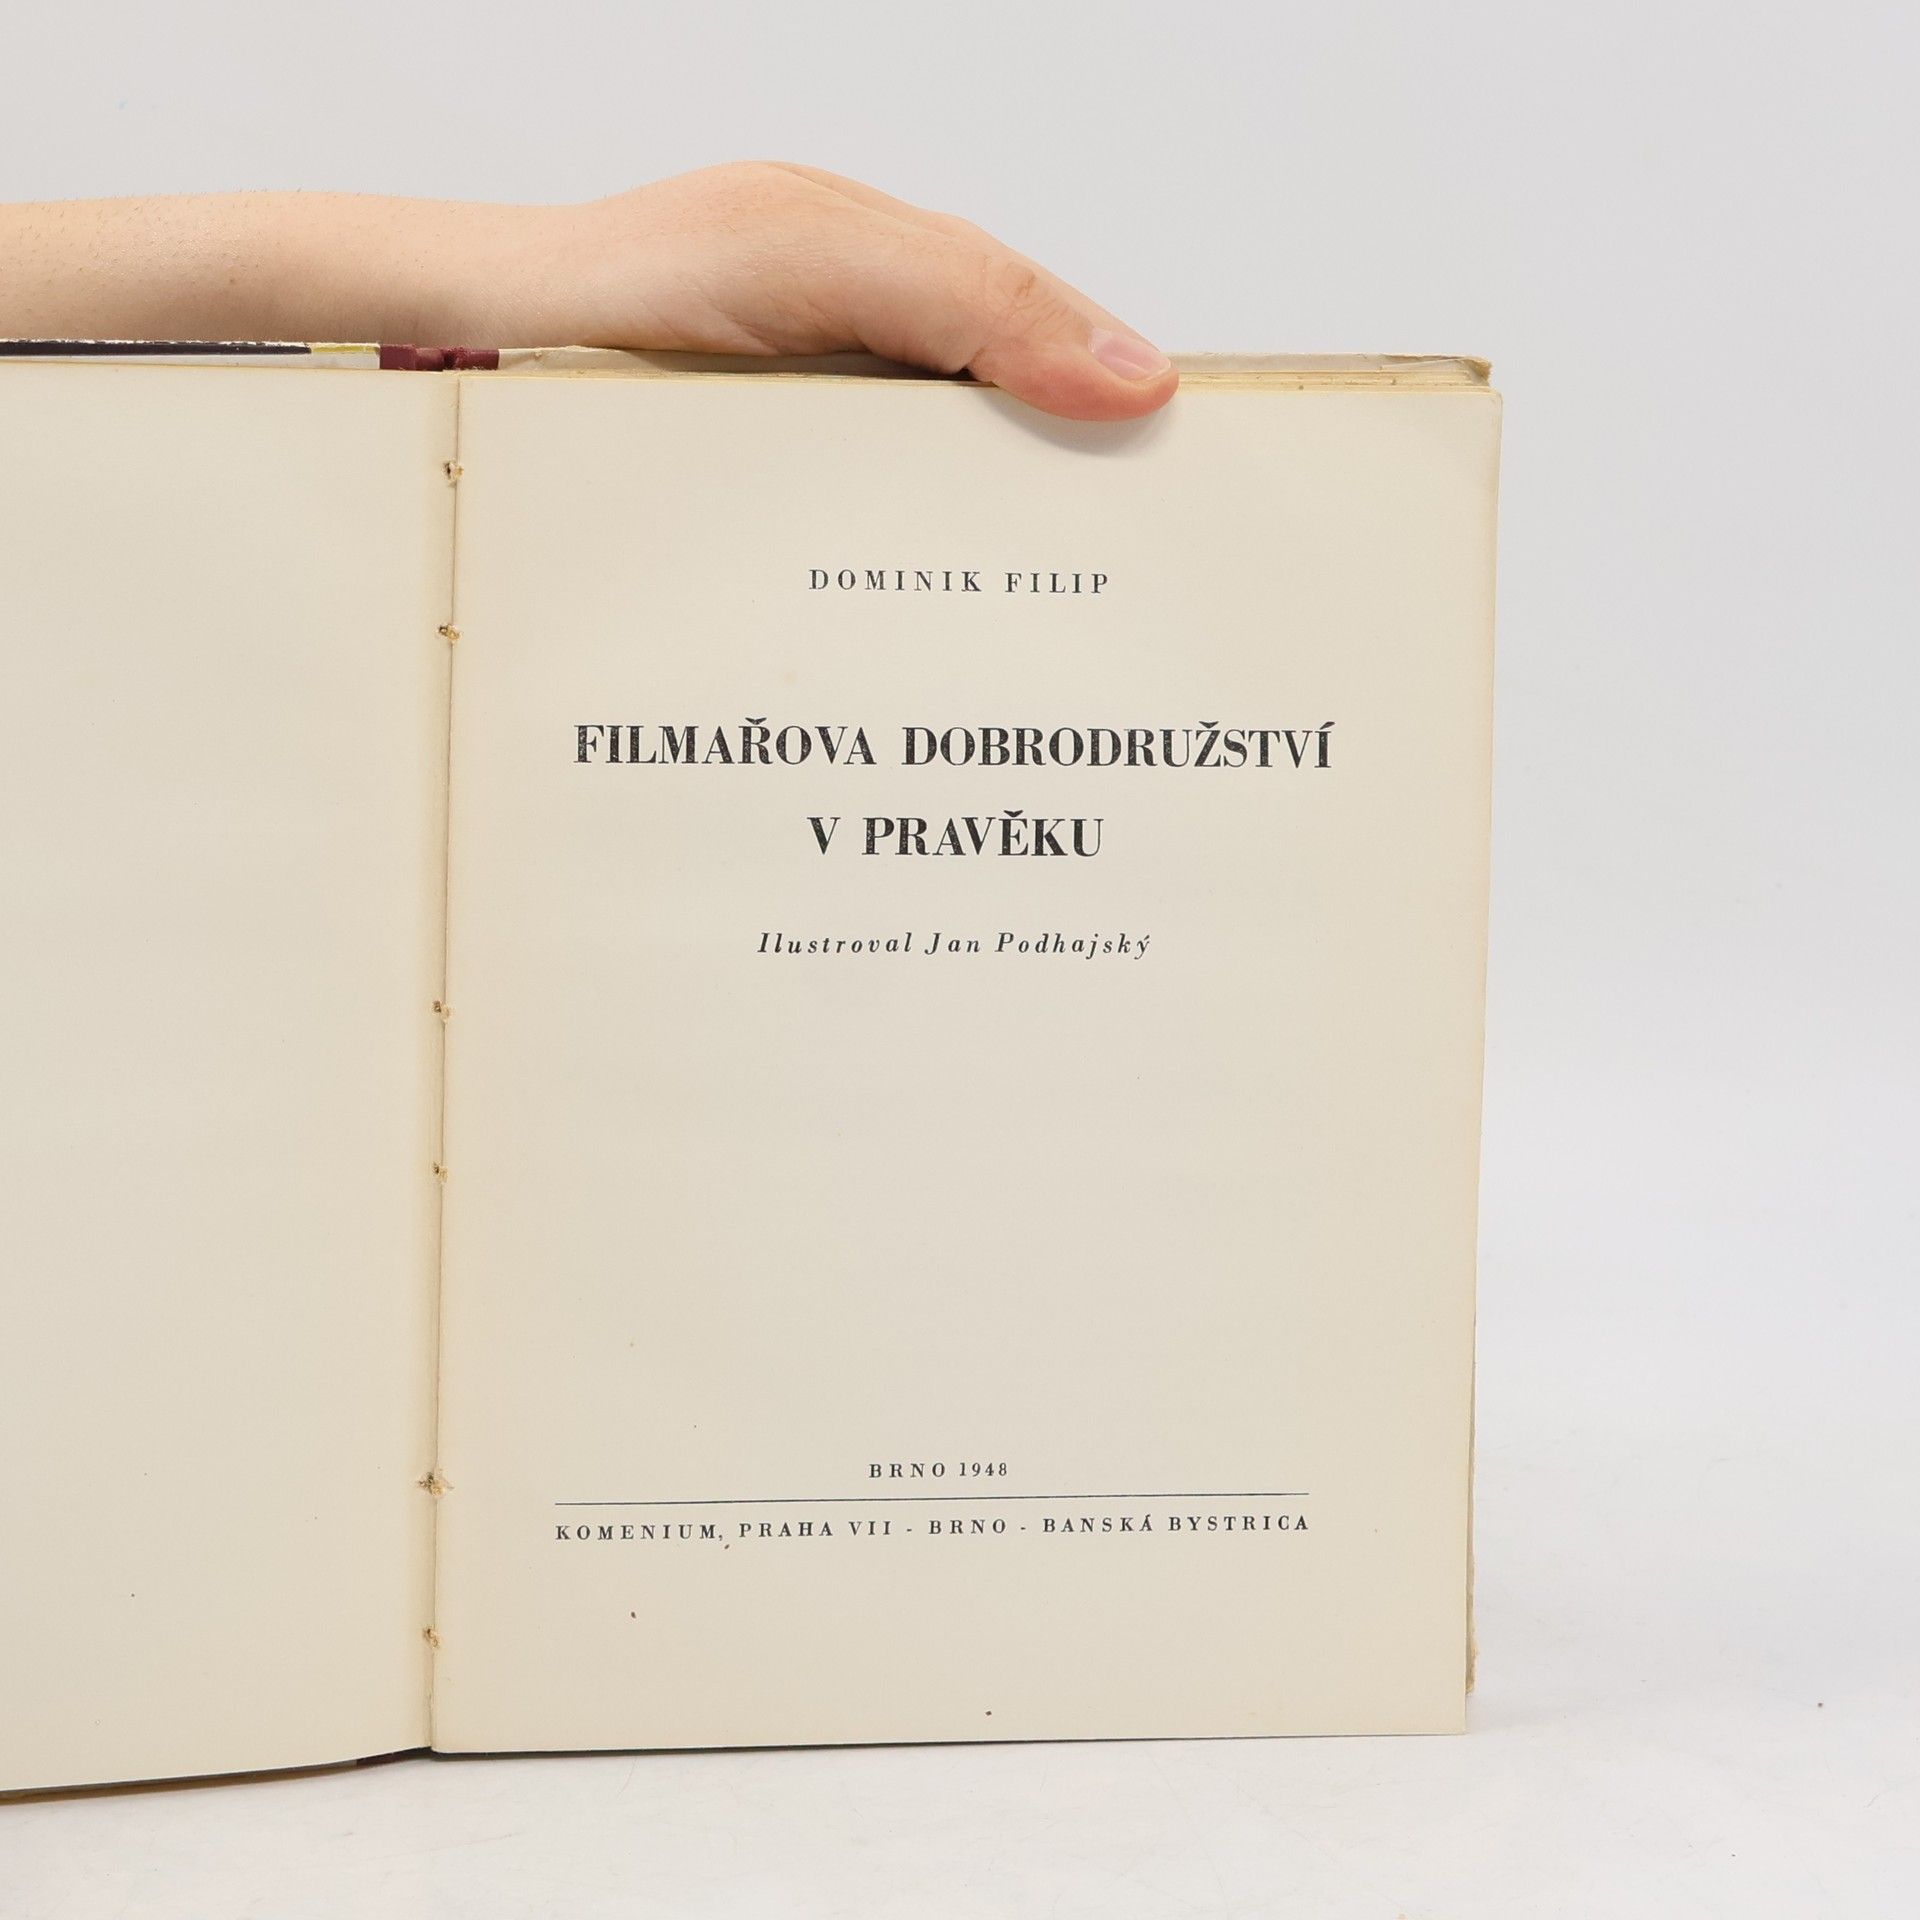 DOMINIK FILIP
FILMAŘOVA DOBRODRUŽSTVÍ
V PRAVĚKU
Ilustroval Jan Podhajský
BRNO 1948
KOMENIUM, PRAHA VII - BRNO - BANSKÁ BYSTRICA